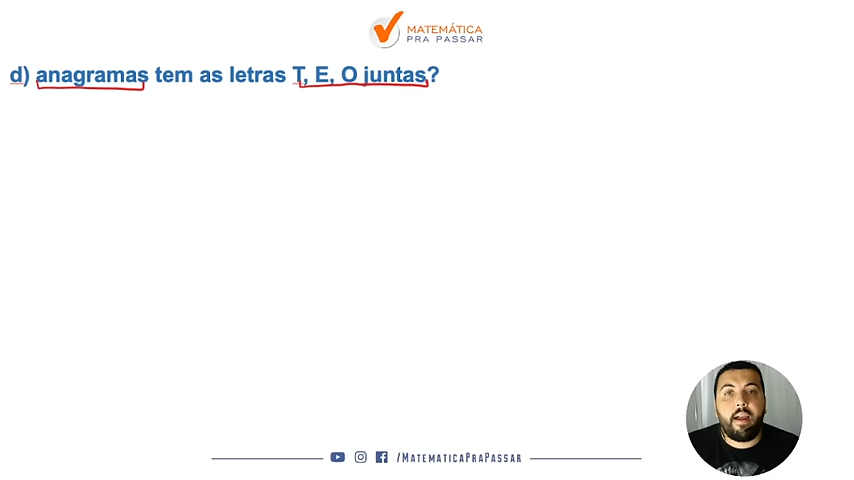 MATEMÁTICA
PRA PASSAR
d) anagramas tem as letras T, E, O juntas?
/MATEMATICAPRAPASSAR